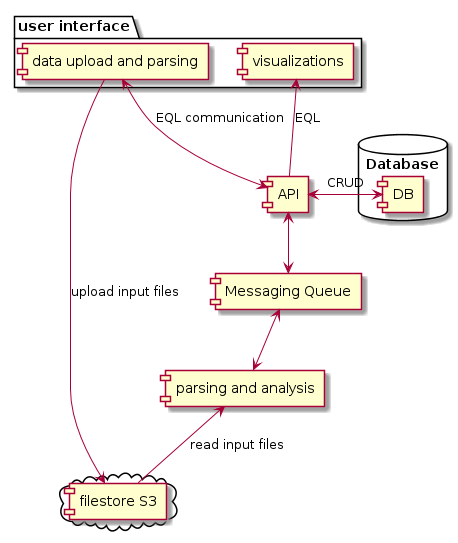 user interface
data upload and parsing
visualizations
EQL communication
EQL
Database
API
CRUD
DB
upload input files
Messaging Queue
parsing and analysis
read input files
filestore S3